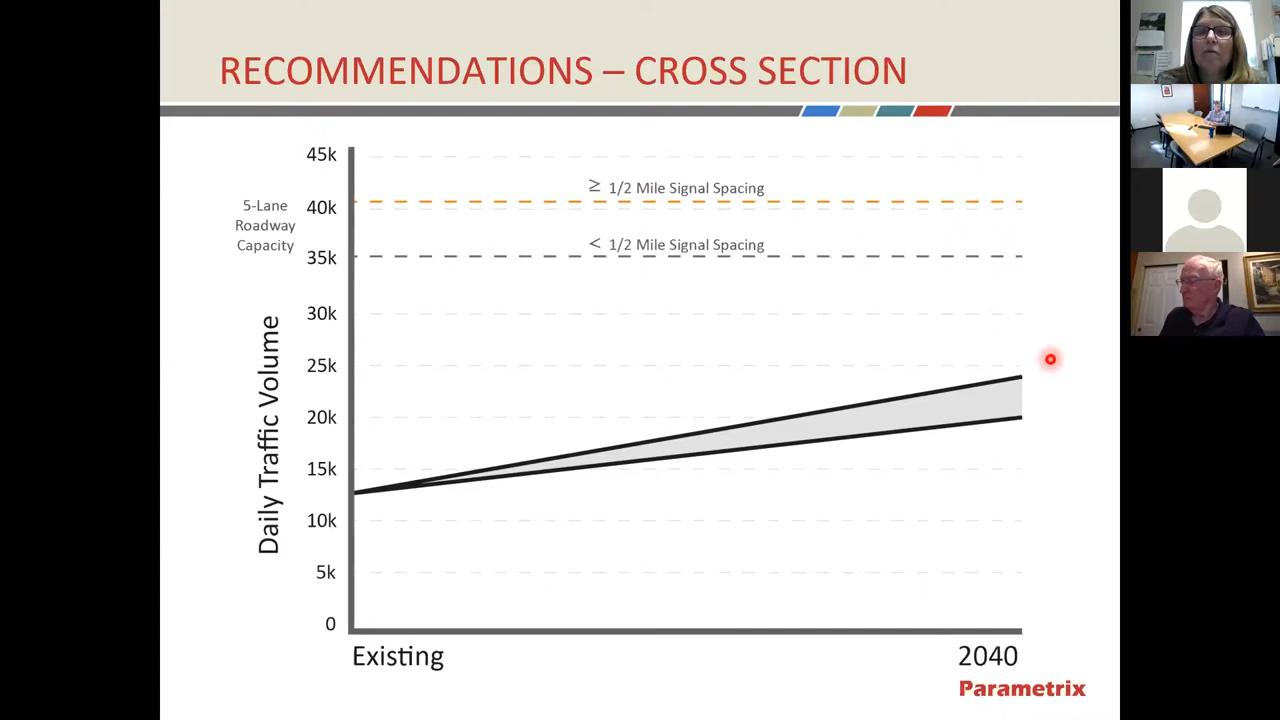 RECOMMENDATIONS – CROSS SECTION
45k
≥ 1/2 Mile Signal Spacing
40k
5-Lane
Roadway
Capacity
< 1/2 Mile Signal Spacing
35k
30k
25k
20k
15k
10k
5k
0
Daily Traffic Volume
Existing
2040
Parametrix